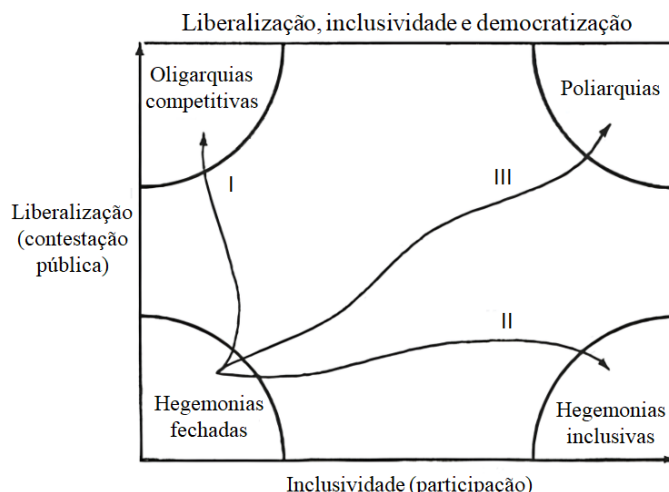 Liberalização, inclusividade e democratização
Oligarquias
competitivas
Poliarquias
I
III
Liberalização
(contestação
pública)
II
Hegemonias
fechadas
Hegemonias
inclusivas
Inclusividade (participação)